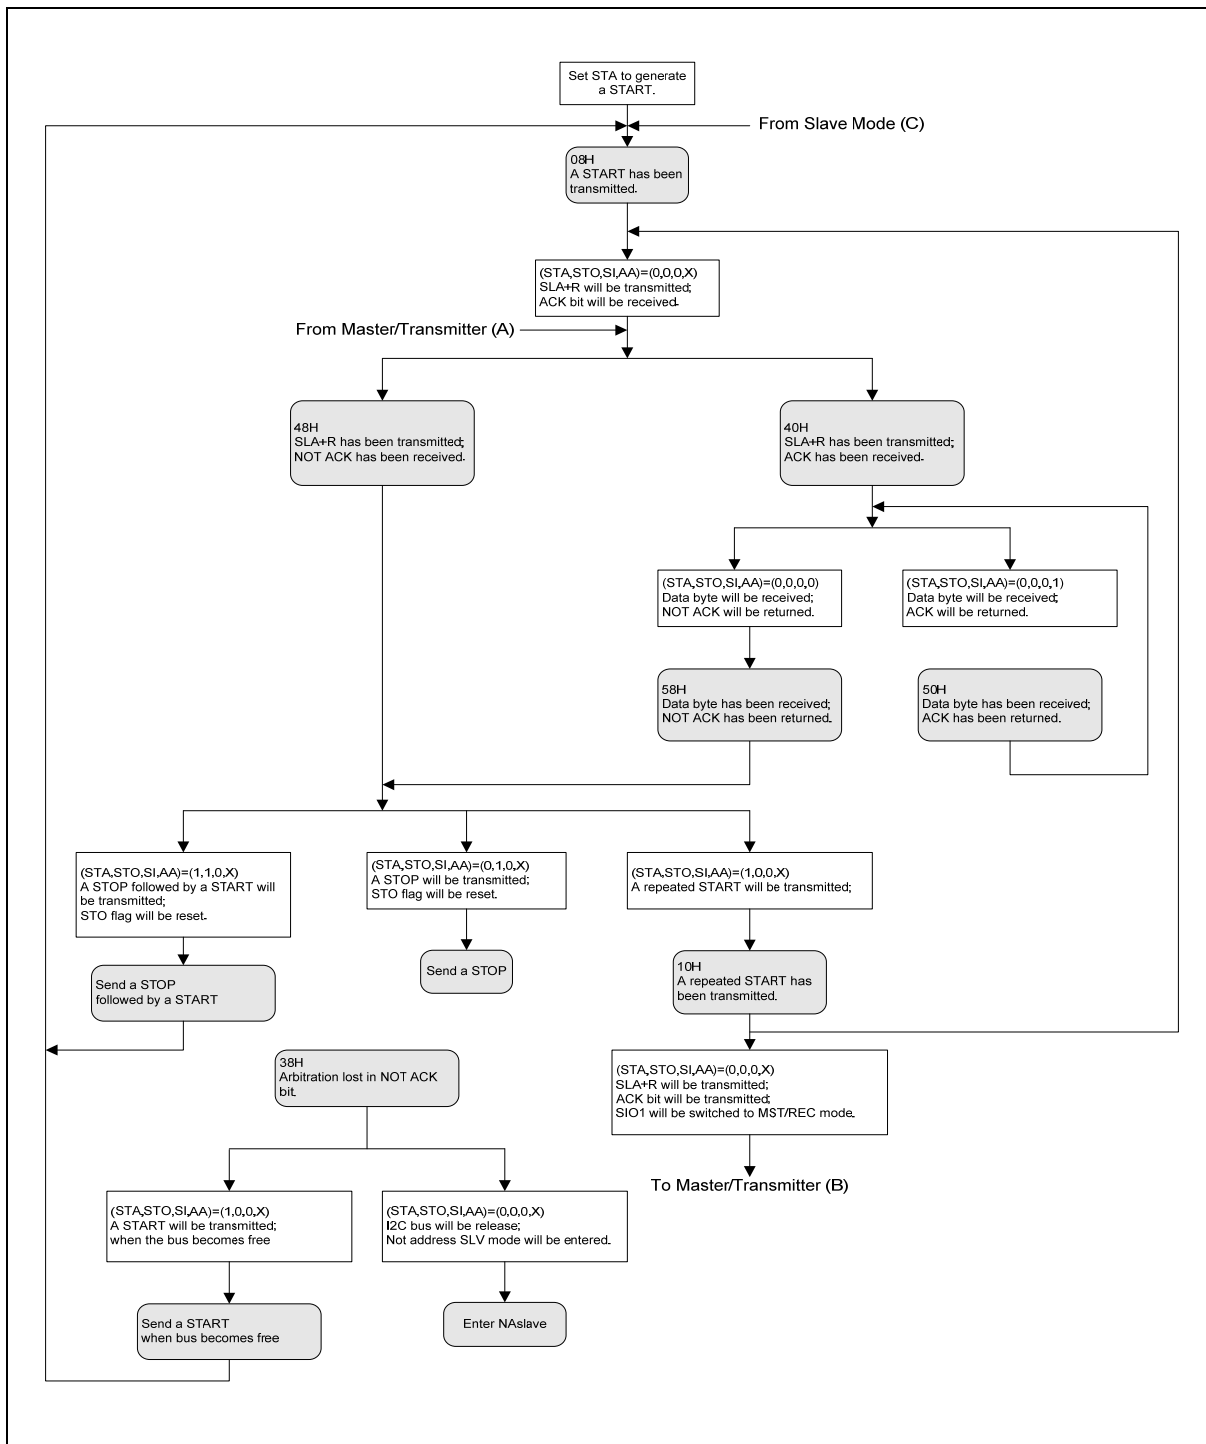 Set STA to generate
a START.
From Slave Mode (C)
08H
A START has been
transmitted.
(STA,STO,SI,AA)=(0,0,0,X)
SLA+R will be transmitted;
ACK bit will be received.
From Master/Transmitter (A)
48H
SLA+R has been transmitted;
NOT ACK has been received.
40H
SLA+R has been transmitted;
ACK has been received.
(STA,STO,SI,AA)=(0,0,0,0)
Data byte will be received;
NOT ACK will be returned.
(STA,STO,SI,AA)=(0,0,0,1)
Data byte will be received;
ACK will be returned.
58H
Data byte has been received;
NOT ACK has been returned.
50H
Data byte has been received;
ACK has been returned.
(STA,STO,SI,AA)=(1,1,0,X)
A STOP followed by a START will
be transmitted;
STO flag will be reset.
(STA,STO,SI,AA)=(0,1,0,X)
A STOP will be transmitted;
STO flag will be reset.
(STA,STO,SI,AA)=(1,0,0,X)
A repeated START will be transmitted;
Send a STOP
followed by a START
Send a STOP
10H
A repeated START has
been transmitted.
38H
Arbitration lost in NOT ACK
bit.
(STA,STO,SI,AA)=(0,0,0,X)
SLA+R will be transmitted;
ACK bit will be transmitted;
SIO1 will be switched to MST/REC mode.
To Master/Transmitter (B)
(STA,STO,SI,AA)=(1,0,0,X)
A START will be transmitted;
when the bus becomes free
(STA,STO,SI,AA)=(0,0,0,X)
I2C bus will be release;
Not address SLV mode will be entered.
Send a START
when bus becomes free
Enter NAslave